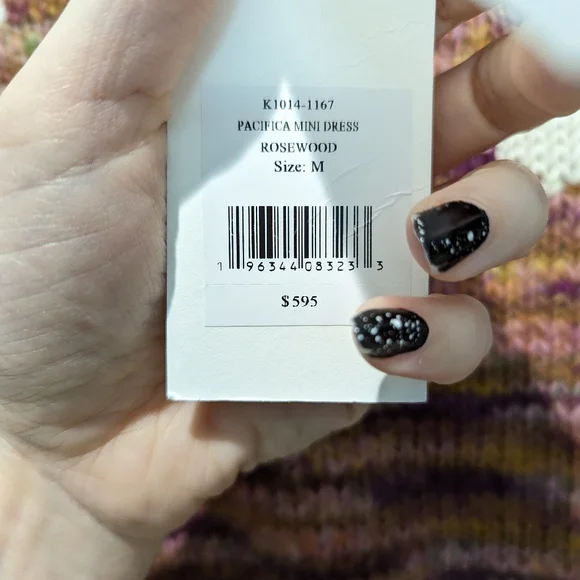 K1014-1167
PACIFICA MINI DRESS
ROSEWOOD
Size: M
1 96344 08323 3
$595